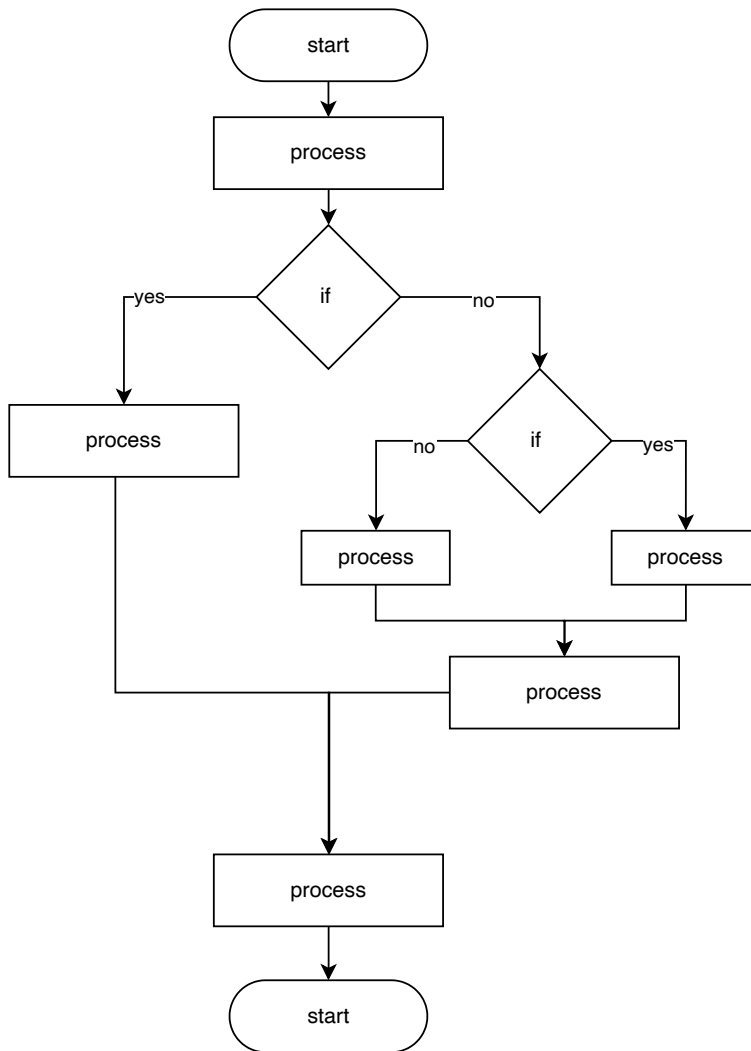 start
process
if
yes
no
process
if
no
yes
process
process
process
process
start